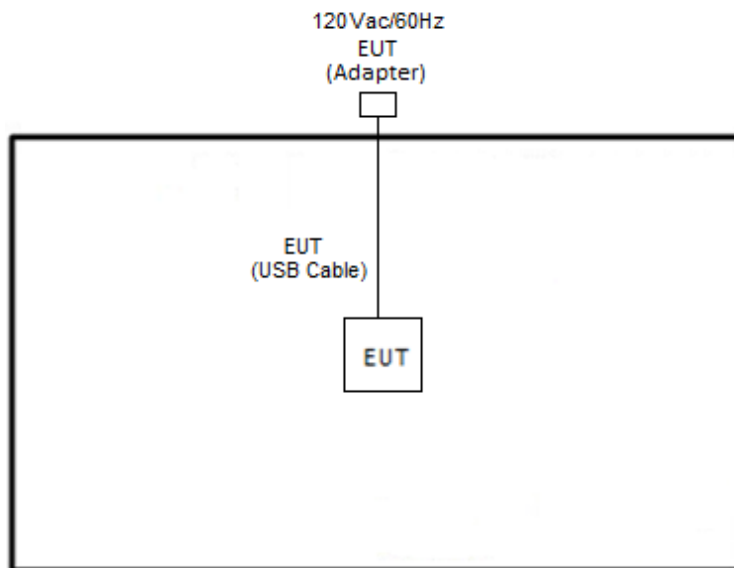 120Vac/60Hz
EUT
(Adapter)
EUT
(USB Cable)
EUT